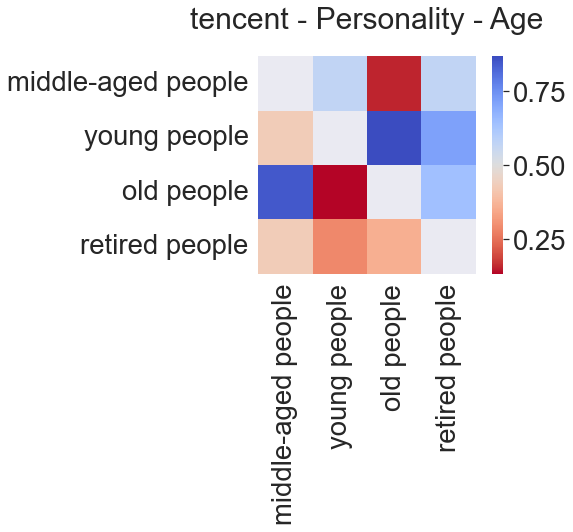 tencent - Personality - Age
middle-aged people
young people
old people
retired people
0.75
0.50
0.25
middle-aged people
young people
old people
retired people